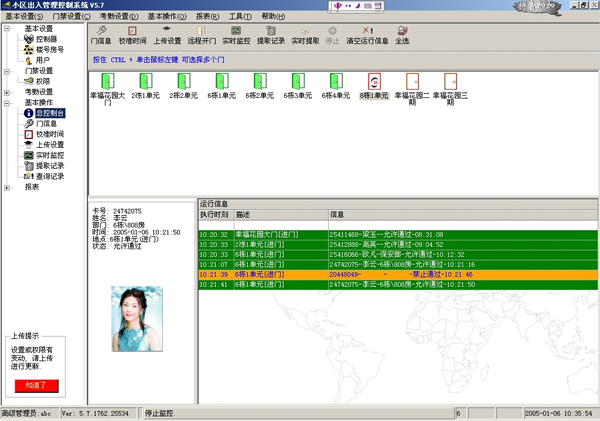 小区出入管理控制系统 V5.7
基本设置(S) 门禁设置(C) 考勤设置(D) 基本操作(O) 报表(R) 工具(T) 帮助(H)
门信息 校准时间 上传设置 远程开门 实时监控 提取记录 实时提取 停止 清空运行信息 全选
按住 CTRL + 单击鼠标左键 可选择多个门
基本设置
控制器
楼号房号
用户
门禁设置
权限
考勤设置
基本操作
总控制台
门信息
校准时间
上传设置
实时监控
提取记录
查询记录
报表
幸福花园大门 2栋1单元 2栋2单元 6栋1单元 6栋2单元 6栋3单元 6栋4单元 8栋1单元 幸福花园二期 幸福花园三期
卡号: 24742075
姓名: 李云
部门: 6栋\808房
时间: 2005-01-06 10:21:50
地点:6栋1单元(进门)
状态: 允许通过
运行信息
执行时刻 描述 信息
10:20:32 幸福花园大门[进门] 25411468-梁玉--允许通过-08:31:08
10:20:33 2栋1单元[进门] 25412888-高英--允许通过-09:04:52
10:20:33 6栋1单元[进门] 25416066-欧凡-保安部-允许通过-10:12:32
10:21:07 6栋1单元[进门] 24742075-李云-6栋\808房-允许通过-10:21:16
10:21:39 6栋1单元[进门] 20448049- - -禁止通过-10:21:46
10:21:41 6栋1单元[进门] 24742075-李云-6栋\808房-允许通过-10:21:50
上传提示
设置或权限有
变动, 请上传
进行更新.
知道了
高级管理员:abc Ver: 5.7.1762.25534 停止监控. 6 2005-01-06 10:35:54